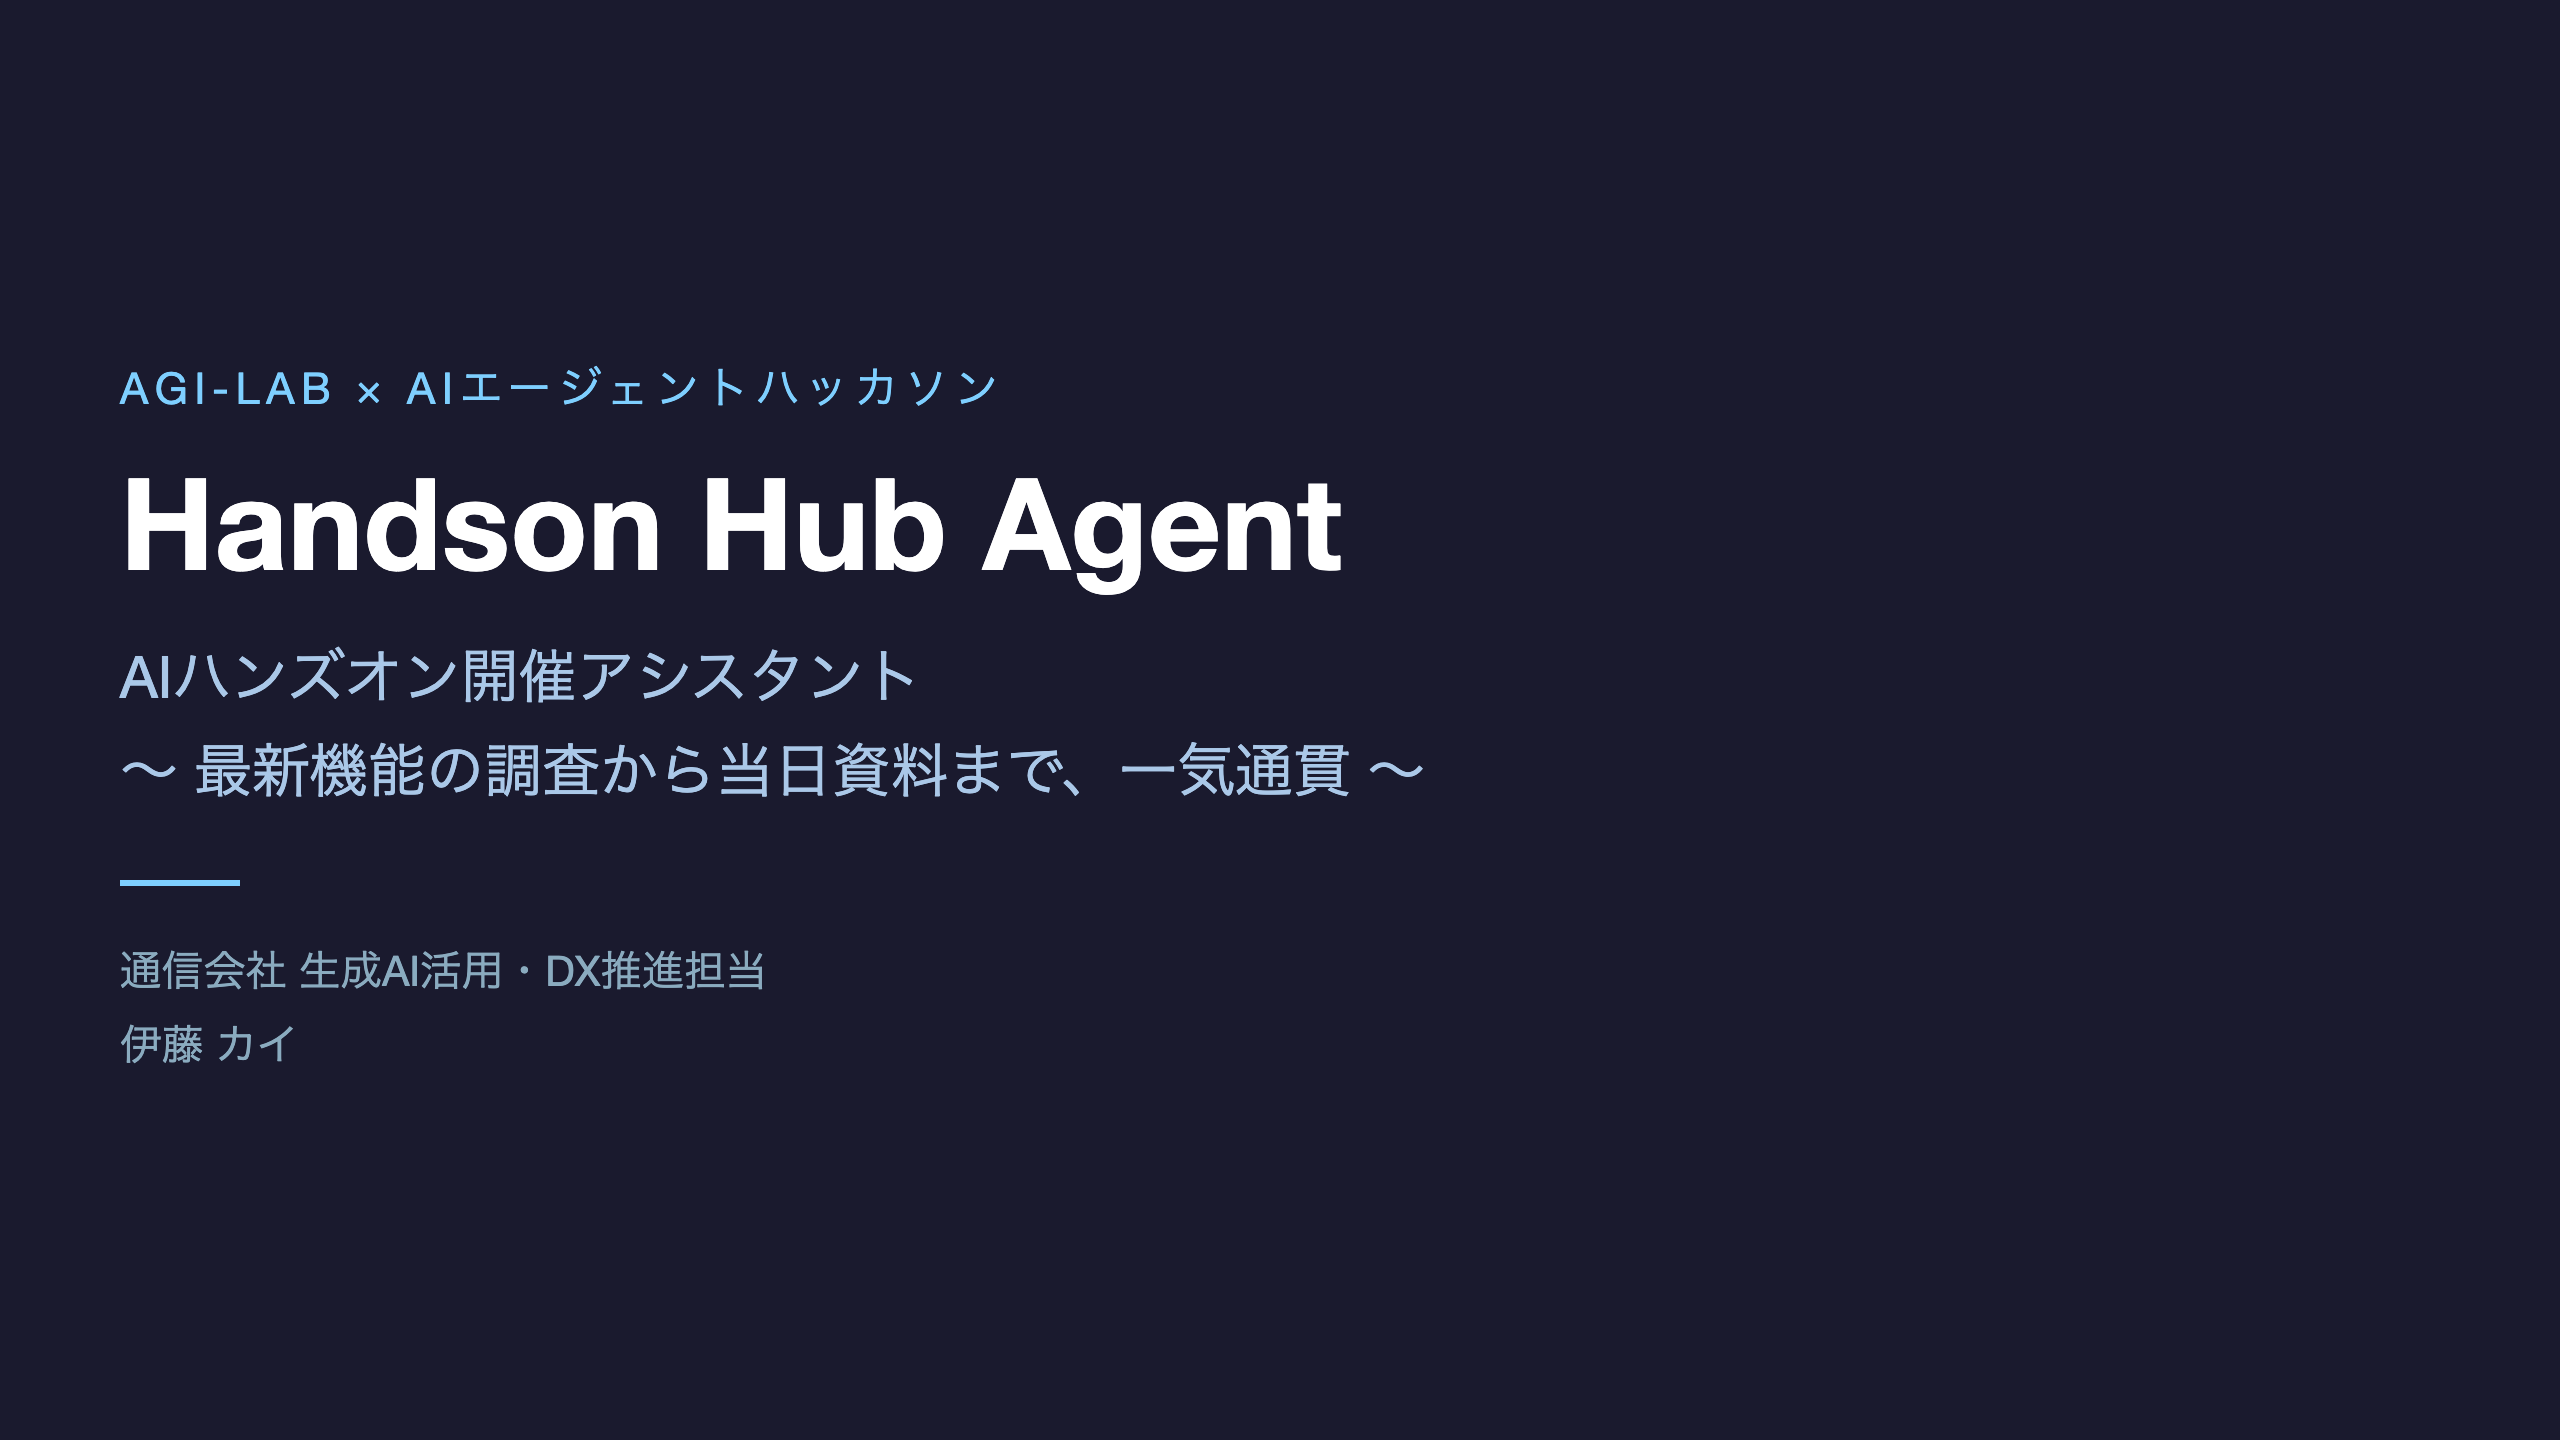 AGI-LAB × AIエージェントハッカソン
Handson Hub Agent
AIハンズオン開催アシスタント
〜 最新機能の調査から当日資料まで、一気通貫 〜
通信会社 生成AI活用・DX推進担当
伊藤 カイ